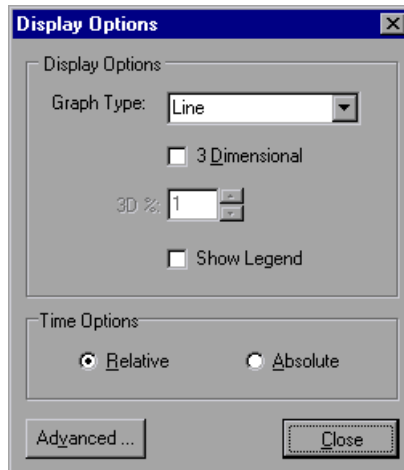 Display Options
Display Options
Graph Type: Line
3 Dimensional
3D %: 1
Show Legend
Time Options
Relative Absolute
Advanced ... Close